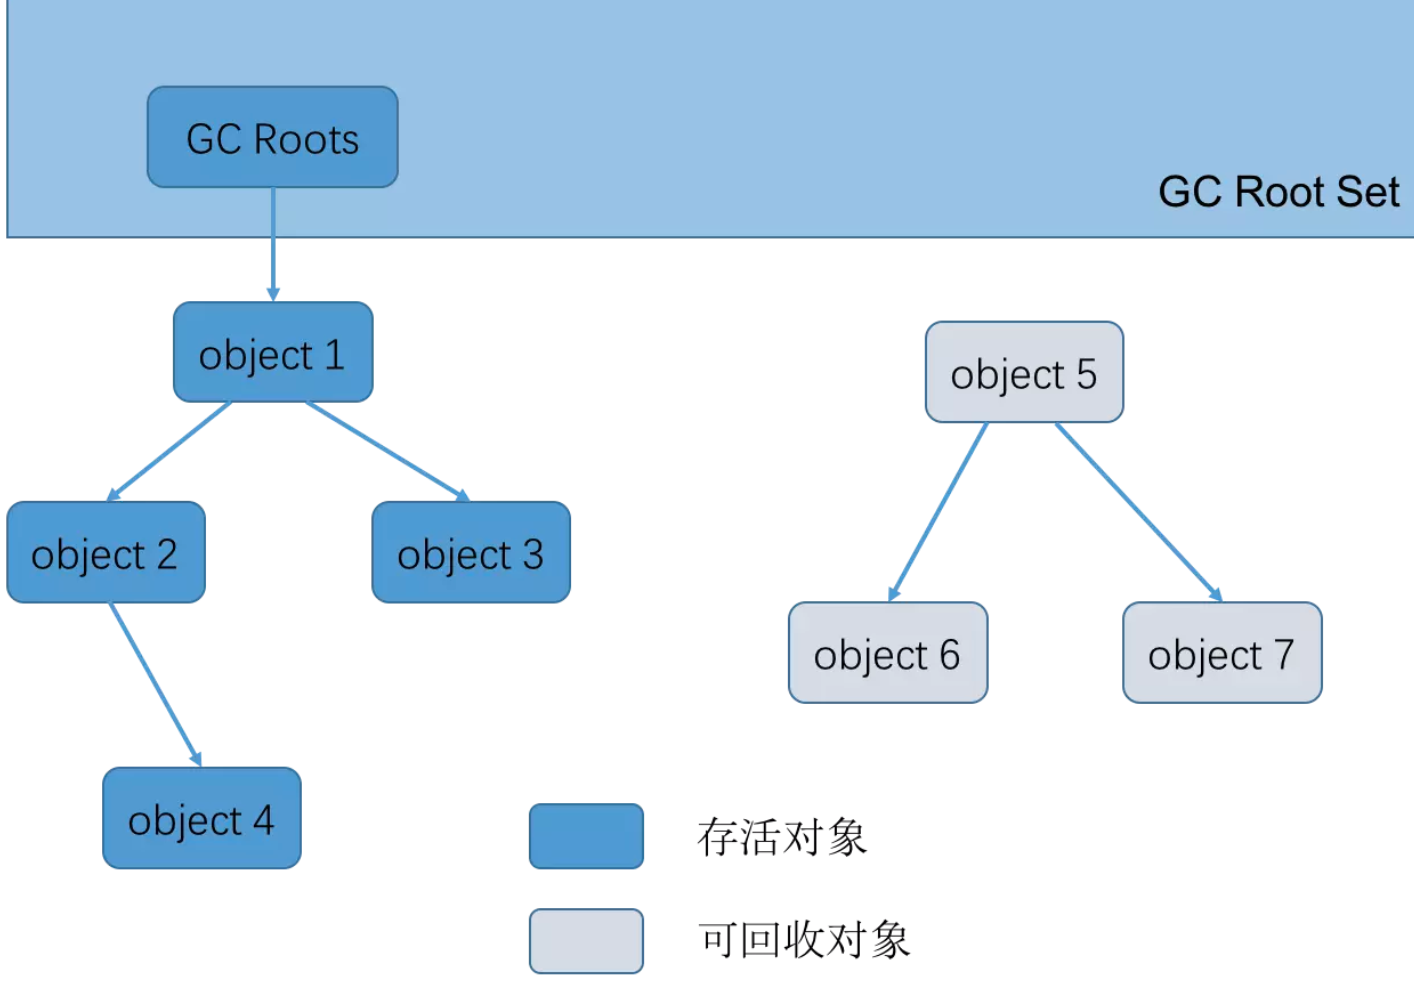 GC Roots
GC Root Set
object 1
object 5
object 2
object 3
object 6
object 7
object 4
存活对象
可回收对象